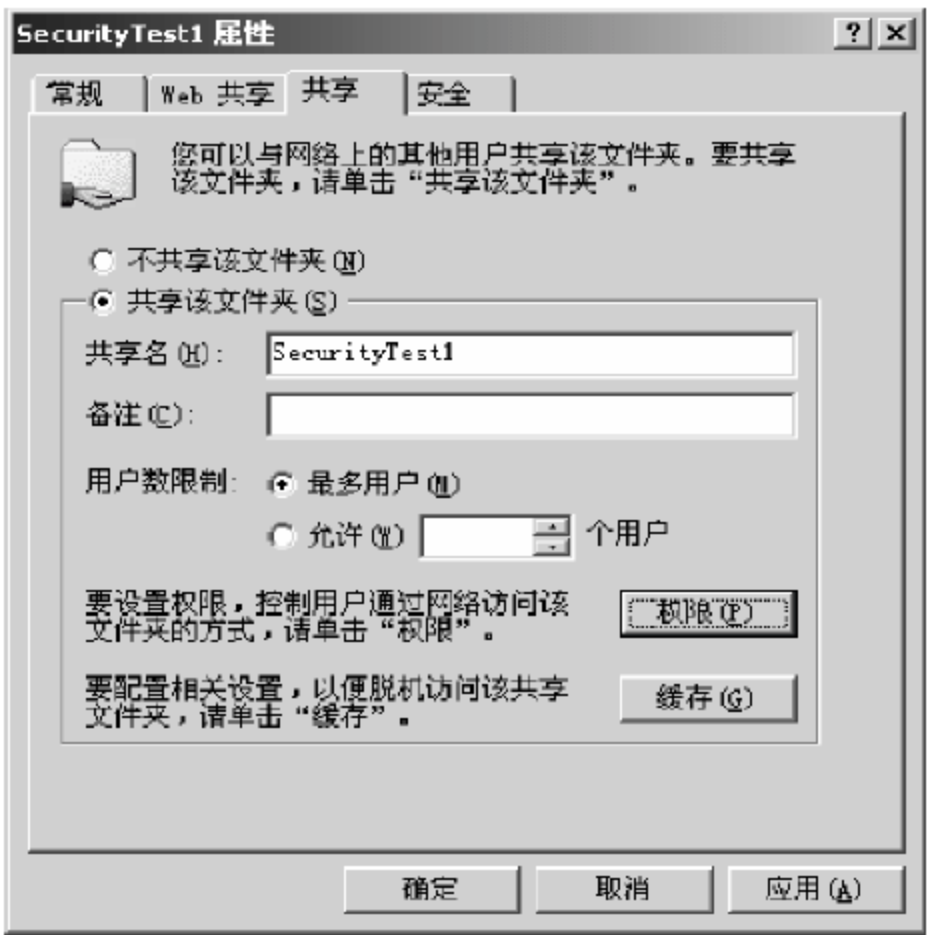 SecurityTest1 属性
常规 Web 共享 共享 安全
您可以与网络上的其他用户共享该文件夹。要共享
该文件夹，请单击“共享该文件夹”。
不共享该文件夹(N)
共享该文件夹(S)
共享名(H): SecurityTest1
备注(C):
用户数限制: 最多用户(M)
允许(W) 个用户
要设置权限，控制用户通过网络访问该
文件夹的方式，请单击“权限”。
权限(P)
要配置相关设置，以便脱机访问该共享
文件夹，请单击“缓存”。
缓存(G)
确定 取消 应用(A)